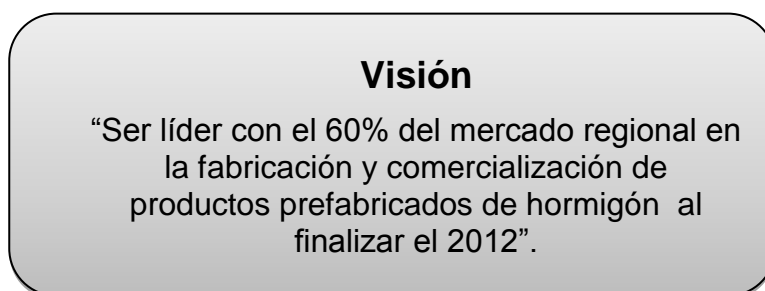 Visión
“Ser líder con el 60% del mercado regional en
la fabricación y comercialización de
productos prefabricados de hormigón  al
finalizar el 2012”.